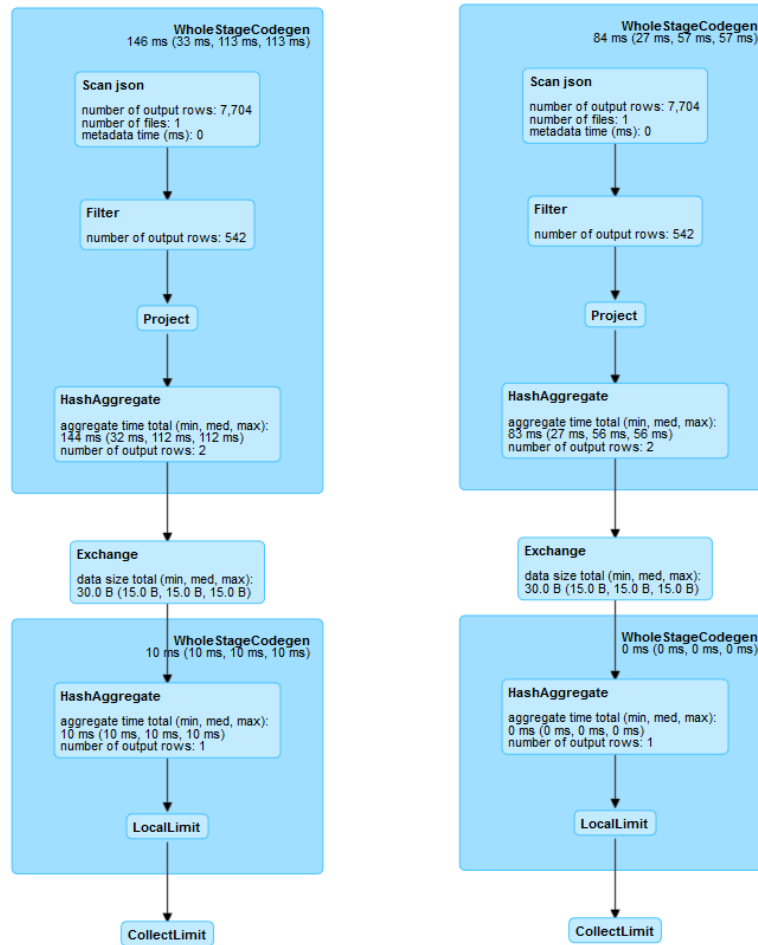 WholeStageCodegen
146 ms (33 ms, 113 ms, 113 ms)
Scan json
number of output rows: 7,704
number of files: 1
metadata time (ms): 0
Filter
number of output rows: 542
Project
HashAggregate
aggregate time total (min, med, max):
144 ms (32 ms, 112 ms, 112 ms)
number of output rows: 2
Exchange
data size total (min, med, max):
30.0 B (15.0 B, 15.0 B, 15.0 B)
WholeStageCodegen
10 ms (10 ms, 10 ms, 10 ms)
HashAggregate
aggregate time total (min, med, max):
10 ms (10 ms, 10 ms, 10 ms)
number of output rows: 1
LocalLimit
CollectLimit
WholeStageCodegen
84 ms (27 ms, 57 ms, 57 ms)
Scan json
number of output rows: 7,704
number of files: 1
metadata time (ms): 0
Filter
number of output rows: 542
Project
HashAggregate
aggregate time total (min, med, max):
83 ms (27 ms, 56 ms, 56 ms)
number of output rows: 2
Exchange
data size total (min, med, max):
30.0 B (15.0 B, 15.0 B, 15.0 B)
WholeStageCodegen
0 ms (0 ms, 0 ms, 0 ms)
HashAggregate
aggregate time total (min, med, max):
0 ms (0 ms, 0 ms, 0 ms)
number of output rows: 1
LocalLimit
CollectLimit